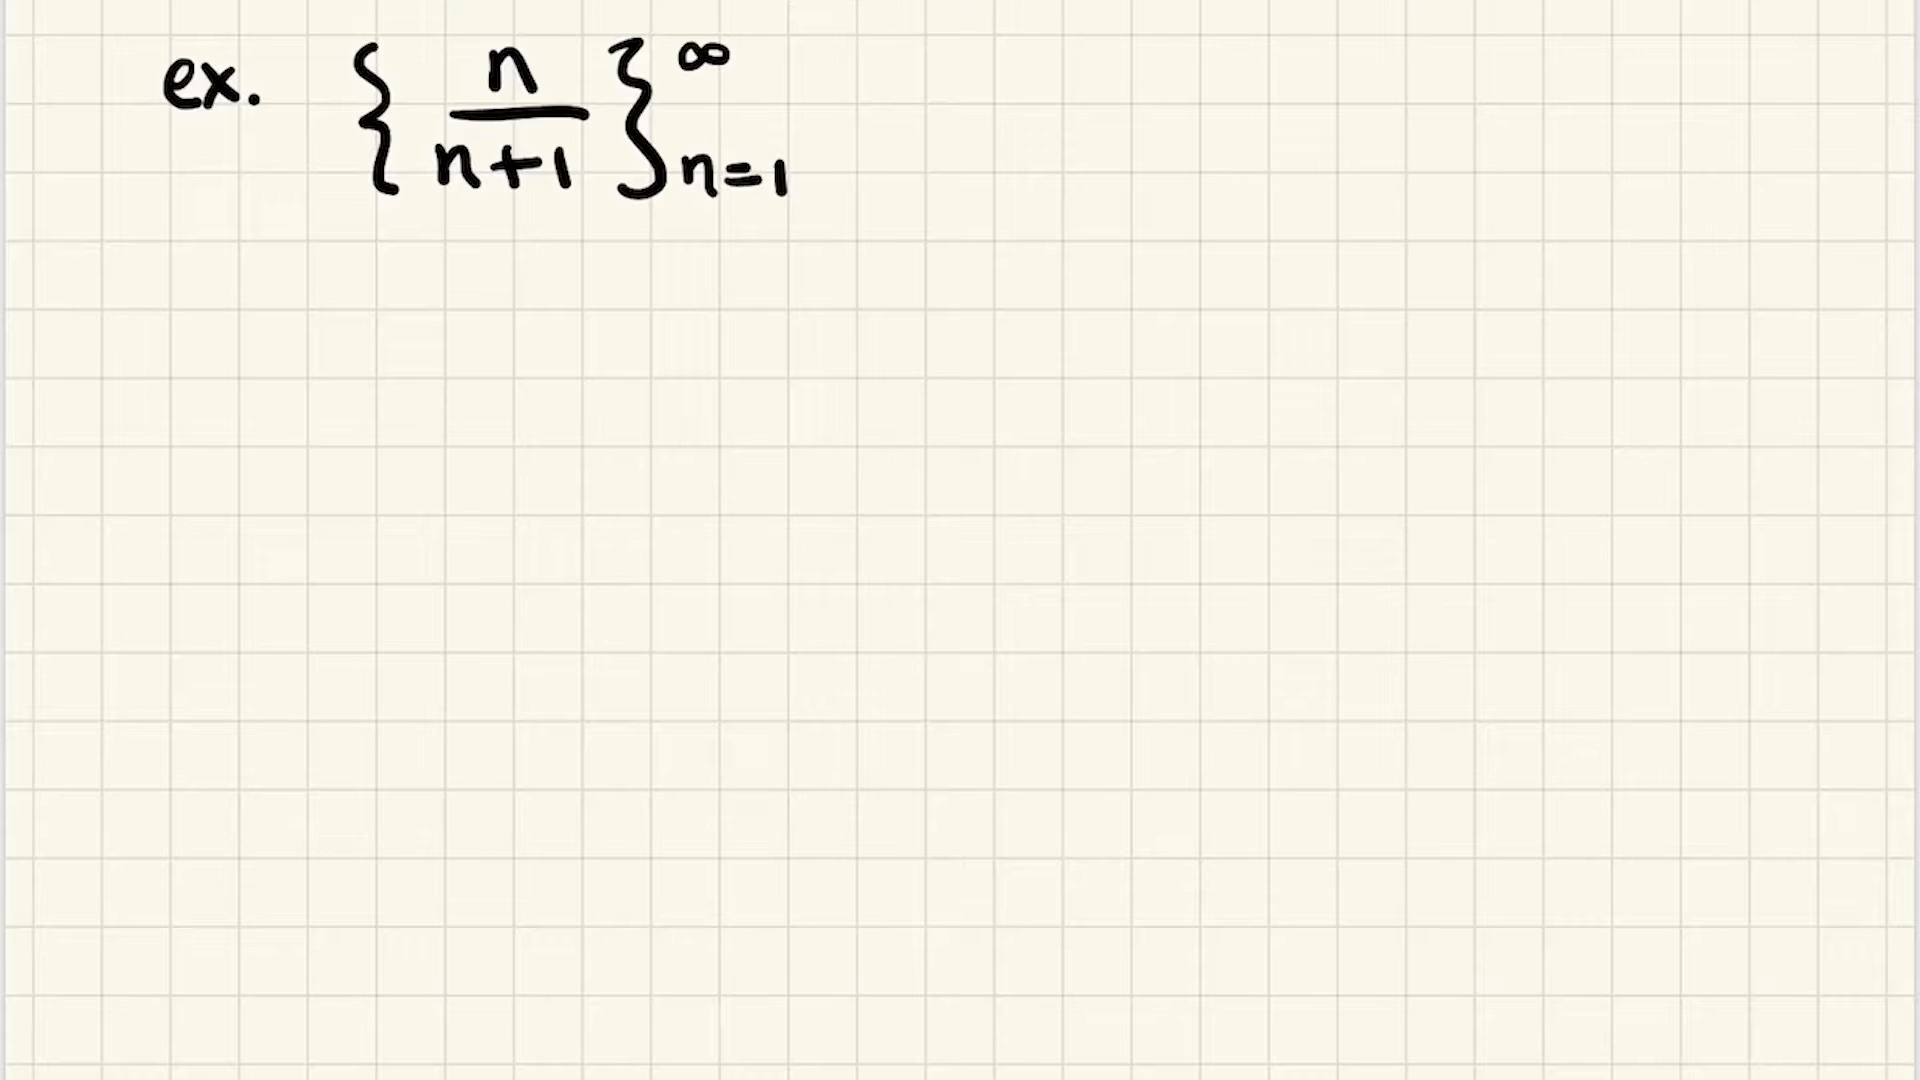 ex. { n/(n+1) }_{n=1}^{∞}